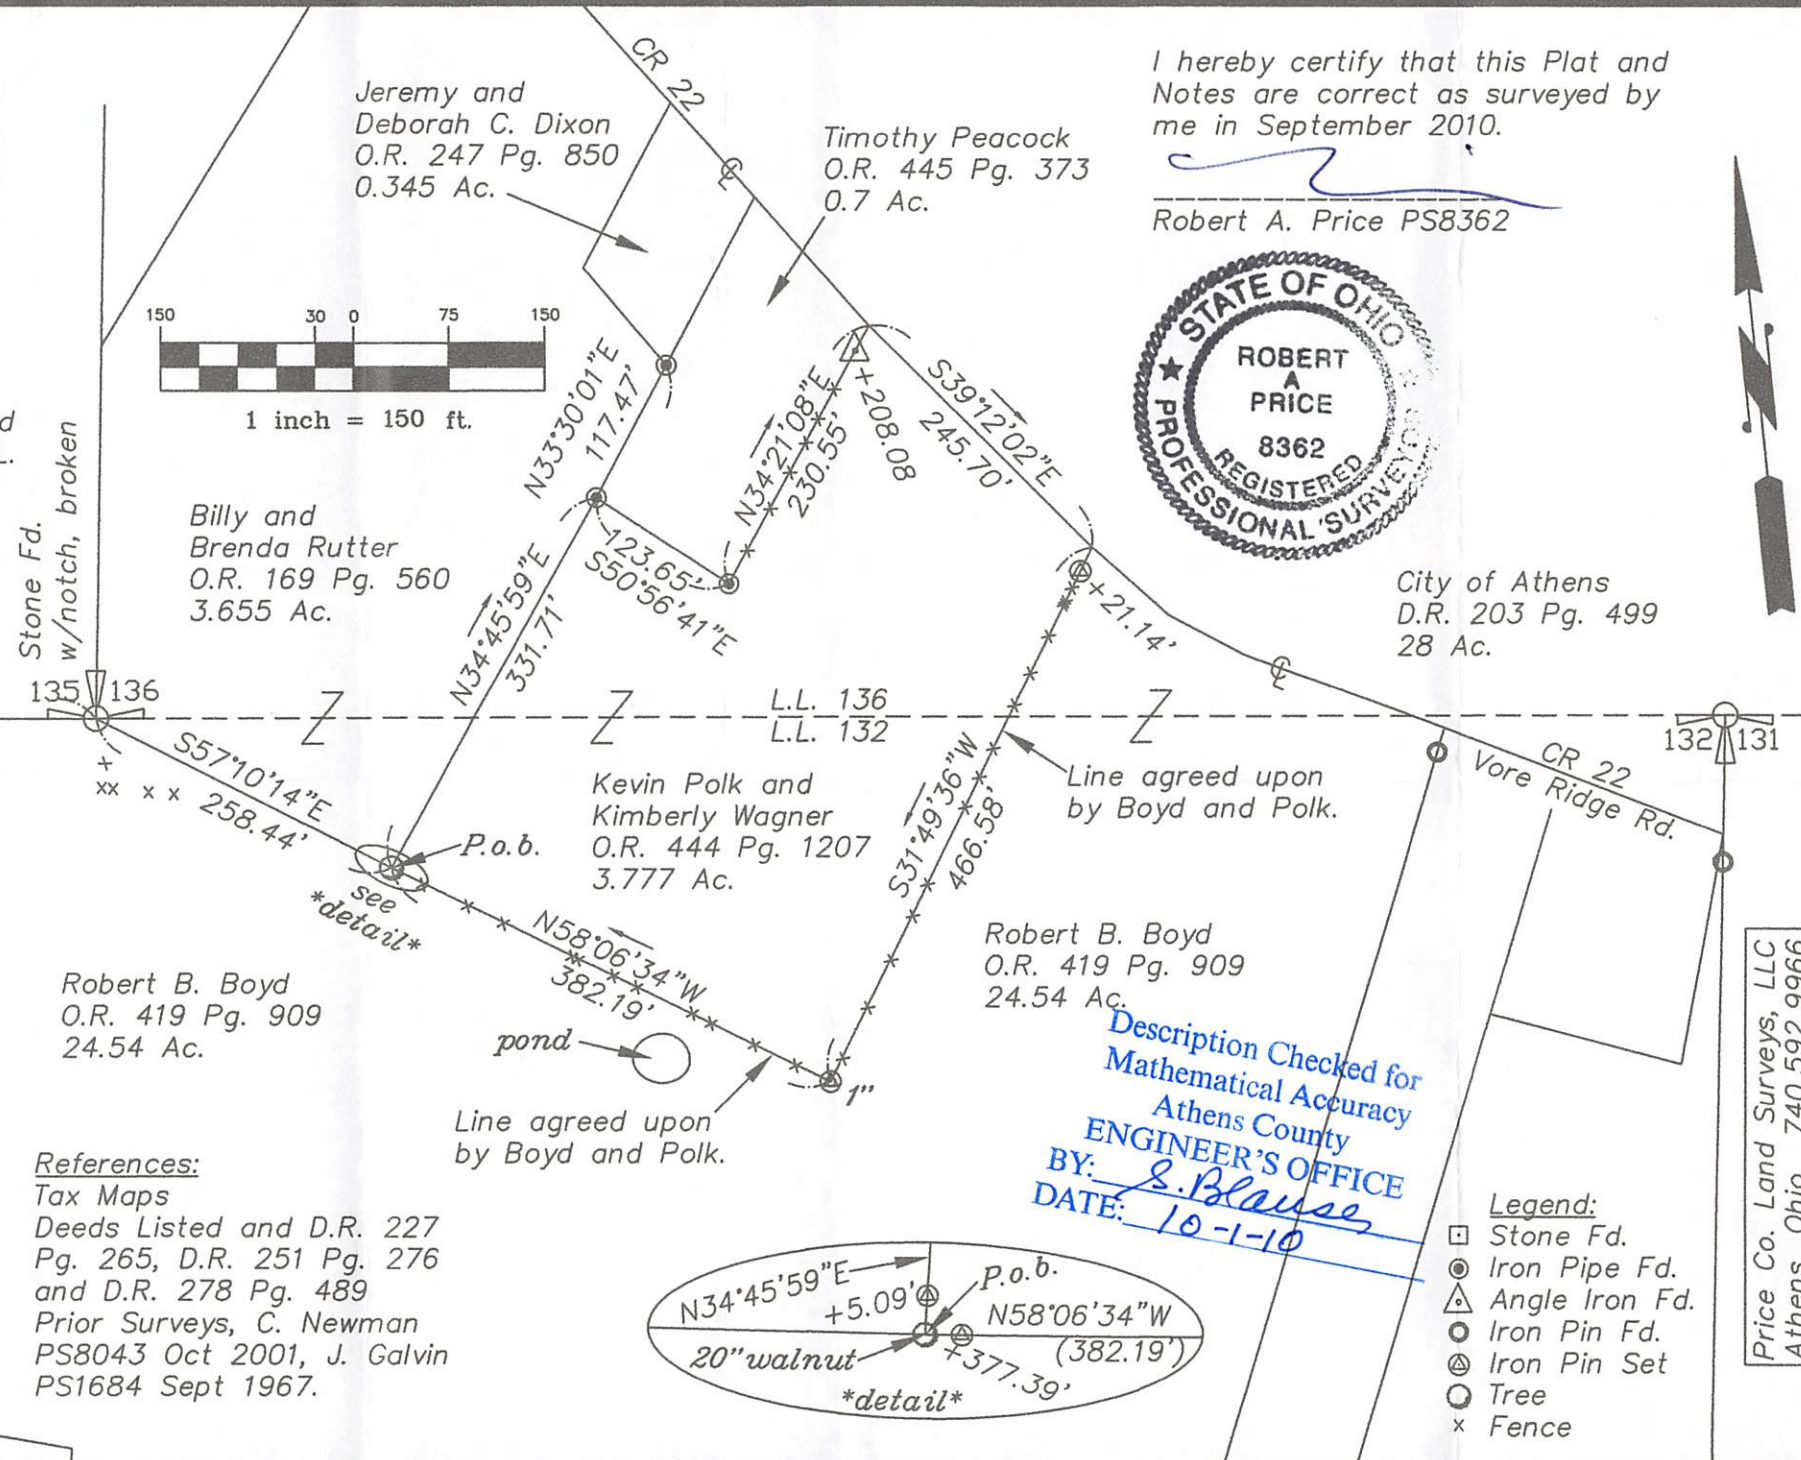 CR 22
Jeremy and
Deborah C. Dixon
O.R. 247 Pg. 850
0.345 Ac.
Timothy Peacock
O.R. 445 Pg. 373
0.7 Ac.
I hereby certify that this Plat and
Notes are correct as surveyed by
me in September 2010.
Robert A. Price PS8362
STATE OF OHIO
ROBERT
A
PRICE
8362
REGISTERED
PROFESSIONAL SURVEYOR
150 30 0 75 150
1 inch = 150 ft.
d
Stone Fd.
w/notch, broken
N33°30'01"E
117.47'
N34°21'08"E
230.55'
+208.08
S39°12'02"E
245.70'
Billy and
Brenda Rutter
O.R. 169 Pg. 560
3.655 Ac.
123.65'
S50°56'41"E
N34°45'59"E
331.71'
+21.14'
City of Athens
D.R. 203 Pg. 499
28 Ac.
135 136
L.L. 136
L.L. 132
132 131
CR 22
Vore Ridge Rd.
S57°10'14"E
258.44'
xx x x
Kevin Polk and
Kimberly Wagner
O.R. 444 Pg. 1207
3.777 Ac.
S31°49'36"W
466.58'
Line agreed upon
by Boyd and Polk.
P.o.b.
see
*detail*
N58°06'34"W
382.19'
Robert B. Boyd
O.R. 419 Pg. 909
24.54 Ac.
Robert B. Boyd
O.R. 419 Pg. 909
24.54 Ac.
pond
1"
Line agreed upon
by Boyd and Polk.
Description Checked for
Mathematical Accuracy
Athens County
ENGINEER'S OFFICE
BY: S. Blauser
DATE: 10-1-10
References:
Tax Maps
Deeds Listed and D.R. 227
Pg. 265, D.R. 251 Pg. 276
and D.R. 278 Pg. 489
Prior Surveys, C. Newman
PS8043 Oct 2001, J. Galvin
PS1684 Sept 1967.
N34°45'59"E
+5.09'
P.o.b.
N58°06'34"W
(382.19')
20"walnut
+377.39'
*detail*
Legend:
Stone Fd.
Iron Pipe Fd.
Angle Iron Fd.
Iron Pin Fd.
Iron Pin Set
Tree
x Fence
Price Co. Land Surveys, LLC
Athens, Ohio 740.592.9966